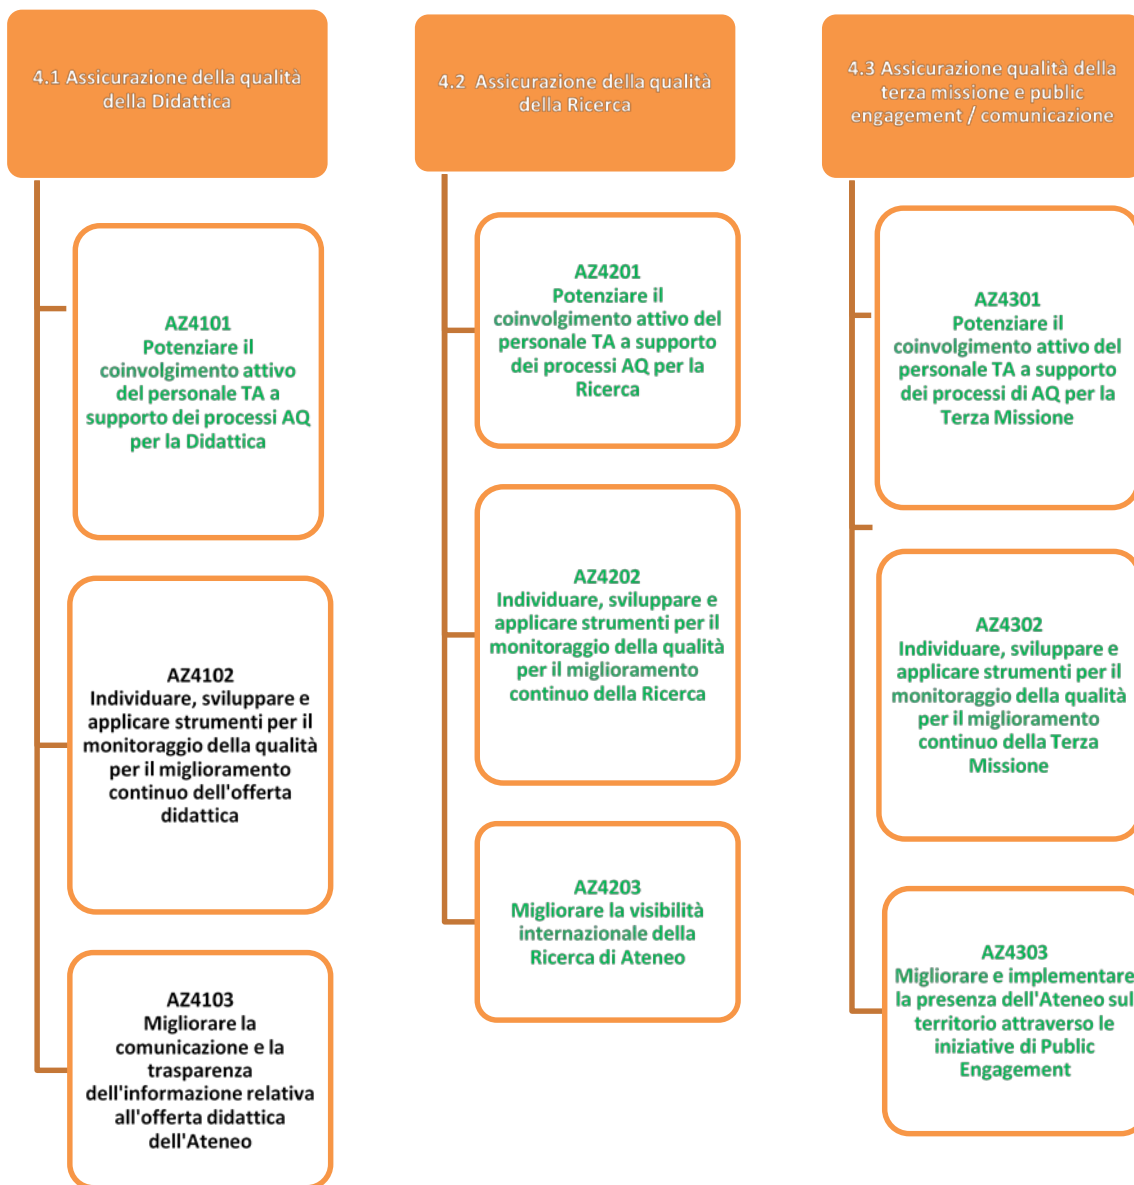 4.1 Assicurazione della qualità
della Didattica
AZ4101
Potenziare il
coinvolgimento attivo
del personale TA a
supporto dei processi AQ
per la Didattica
AZ4102
Individuare, sviluppare e
applicare strumenti per il
monitoraggio della qualità
per il miglioramento
continuo dell'offerta
didattica
AZ4103
Migliorare la
comunicazione e la
trasparenza
dell'informazione relativa
all'offerta didattica
dell'Ateneo
4.2 Assicurazione della qualità
della Ricerca
AZ4201
Potenziare il
coinvolgimento attivo del
personale TA a supporto
dei processi AQ per la
Ricerca
AZ4202
Individuare, sviluppare e
applicare strumenti per il
monitoraggio della qualità
per il miglioramento
continuo della Ricerca
AZ4203
Migliorare la visibilità
internazionale della
Ricerca di Ateneo
4.3 Assicurazione qualità della
terza missione e public
engagement / comunicazione
AZ4301
Potenziare il
coinvolgimento attivo del
personale TA a supporto
dei processi di AQ per la
Terza Missione
AZ4302
Individuare, sviluppare e
applicare strumenti per il
monitoraggio della qualità
per il miglioramento
continuo della Terza
Missione
AZ4303
Migliorare e implementare
la presenza dell'Ateneo sul
territorio attraverso le
iniziative di Public
Engagement